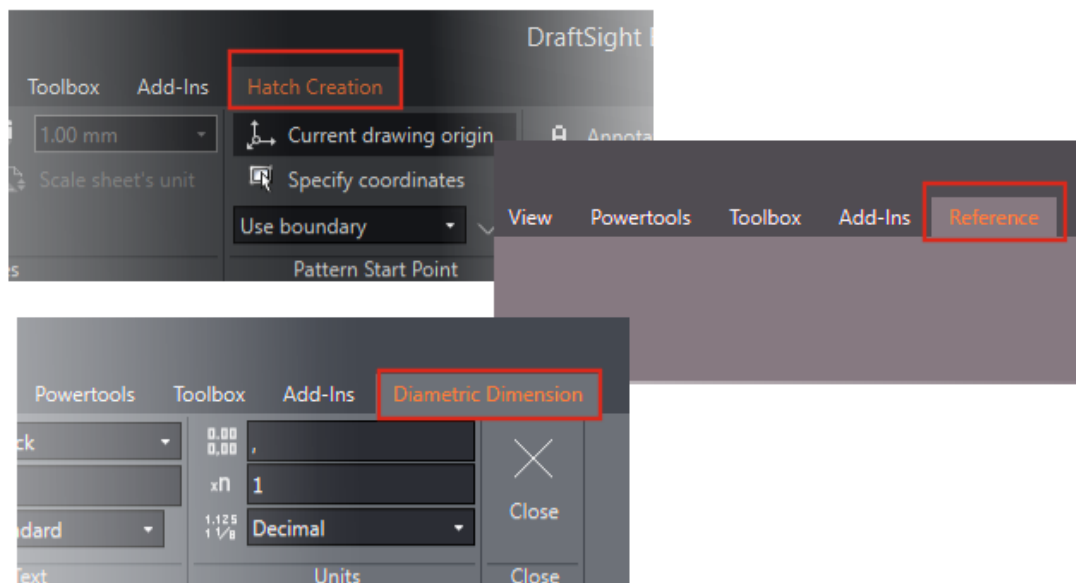 DraftSight
Toolbox Add-Ins Hatch Creation
1.00 mm Current drawing origin
Scale sheet's unit Specify coordinates
Use boundary
Pattern Start Point
View Powertools Toolbox Add-Ins Reference
Powertools Toolbox Add-Ins Diametric Dimension
0.00
0,00 ,
xn 1
Close
1.125
1 1/8 Decimal
Text Units Close